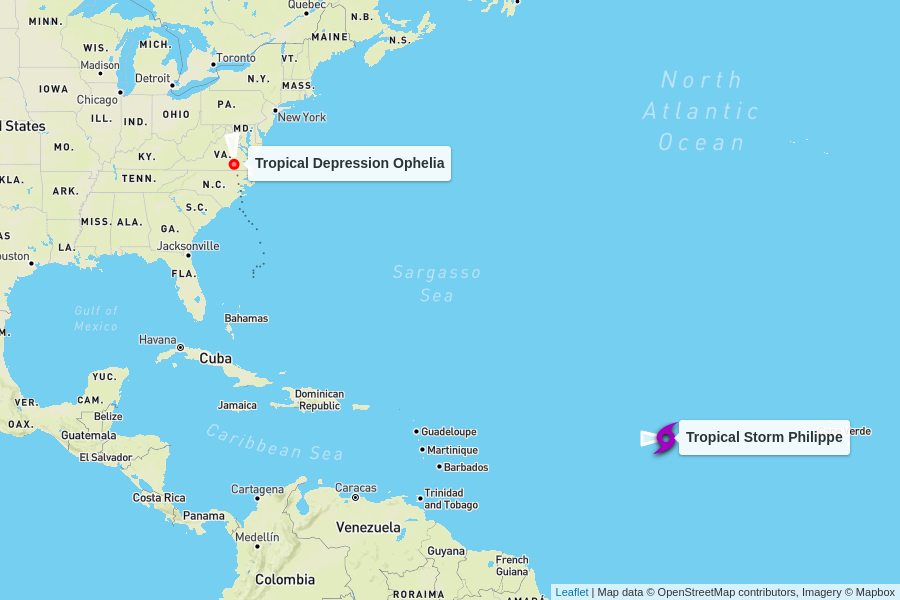 Quebec
N.B.
MINN.
MAINE
N.S.
MICH.
WIS.
VT.
Toronto
Madison
Detroit
N.Y.
MASS.
North
Atlantic
Ocean
IOWA
Chicago
PA.
ILL.
IND.
OHIO
New York
d States
MD.
MO.
KY.
VA.
Tropical Depression Ophelia
KLA.
TENN.
N.C.
ARK.
S.C.
MISS.
ALA.
GA.
AS
LA.
Jacksonville
ouston
FLA.
Sargasso
Sea
Gulf of
Mexico
Bahamas
M.
Havana
Cuba
YUC.
Dominican
Republic
VER.
CAM.
Jamaica
Belize
OAX.
Guatemala
Caribbean Sea
Guadeloupe
Tropical Storm Philippe
erde
Martinique
El Salvador
Barbados
Costa Rica
Cartagena
Caracas
Trinidad
and Tobago
Panama
Venezuela
Medellín
Guyana
French
Guiana
Colombia
RORAIMA
AMAPÁ
Leaflet | Map data © OpenStreetMap contributors, Imagery © Mapbox